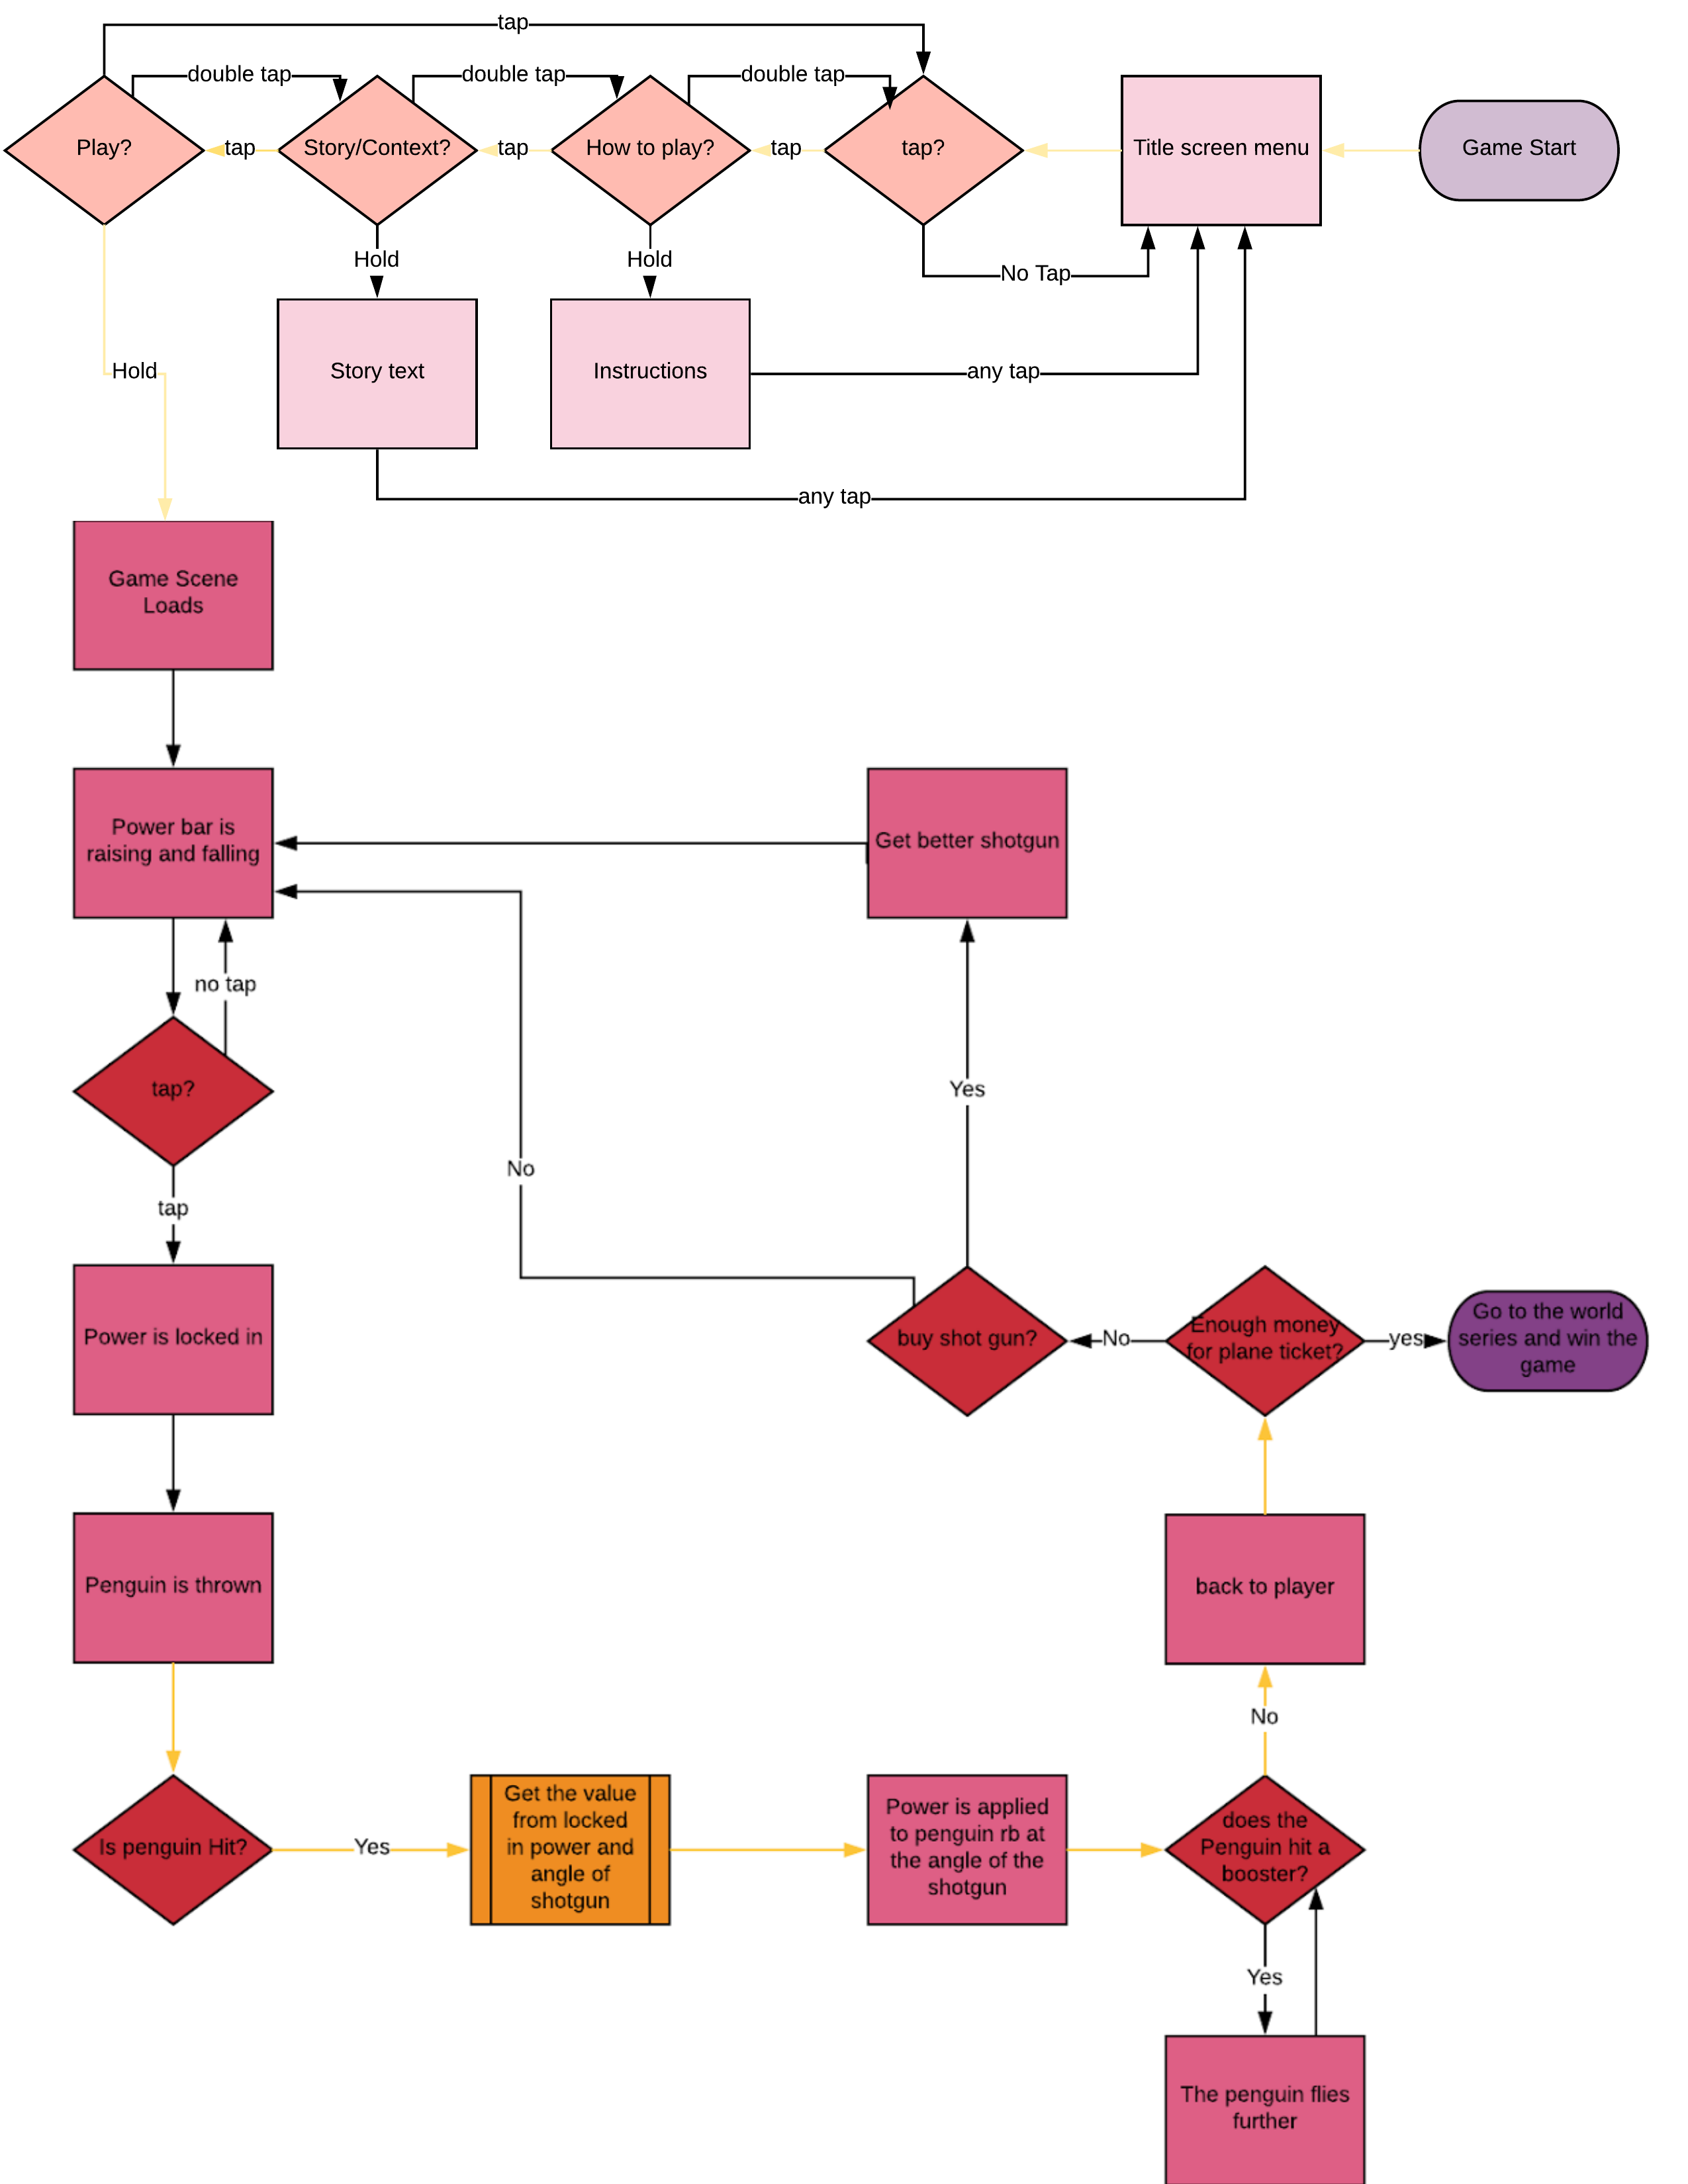 tap
double tap
double tap
double tap
Play?
tap
Story/Context?
tap
How to play?
tap
tap?
Title screen menu
Game Start
Hold
Hold
No Tap
Hold
Story text
Instructions
any tap
any tap
Game Scene
Loads
Power bar is
raising and falling
Get better shotgun
no tap
tap?
Yes
No
tap
Power is locked in
buy shot gun?
No
Enough money
for plane ticket?
yes
Go to the world
series and win the
game
Penguin is thrown
back to player
No
Is penguin Hit?
Yes
Get the value
from locked
in power and
angle of
shotgun
Power is applied
to penguin rb at
the angle of the
shotgun
does the
Penguin hit a
booster?
Yes
The penguin flies
further